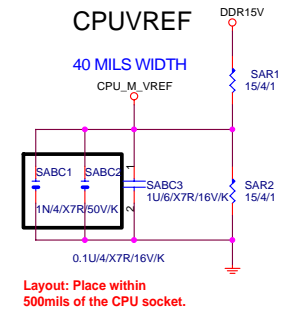 CPUVREF
DDR15V
40 MILS WIDTH
CPU_M_VREF
SAR1
15/4/1
SABC1
SABC2
1
SABC3
1U/6/X7R/16V/K
SAR2
15/4/1
1N/4/X7R/50V/K
2
0.1U/4/X7R/16V/K
Layout: Place within
500mils of the CPU socket.